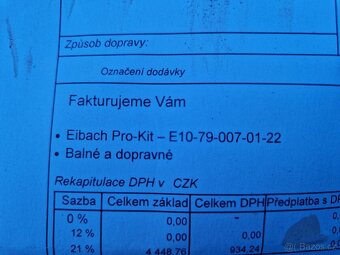 Způsob dopravy:
Označení dodávky
Fakturujeme Vám
• Eibach Pro-Kit – E10-79-007-01-22
• Balné a dopravné
Rekapitulace DPH v CZK
Sazba Celkem základ Celkem DPH Předplatba s D
0 % 0,00 - 0,
12 % 0,00 0,00
21 % 4 448,76 934,24